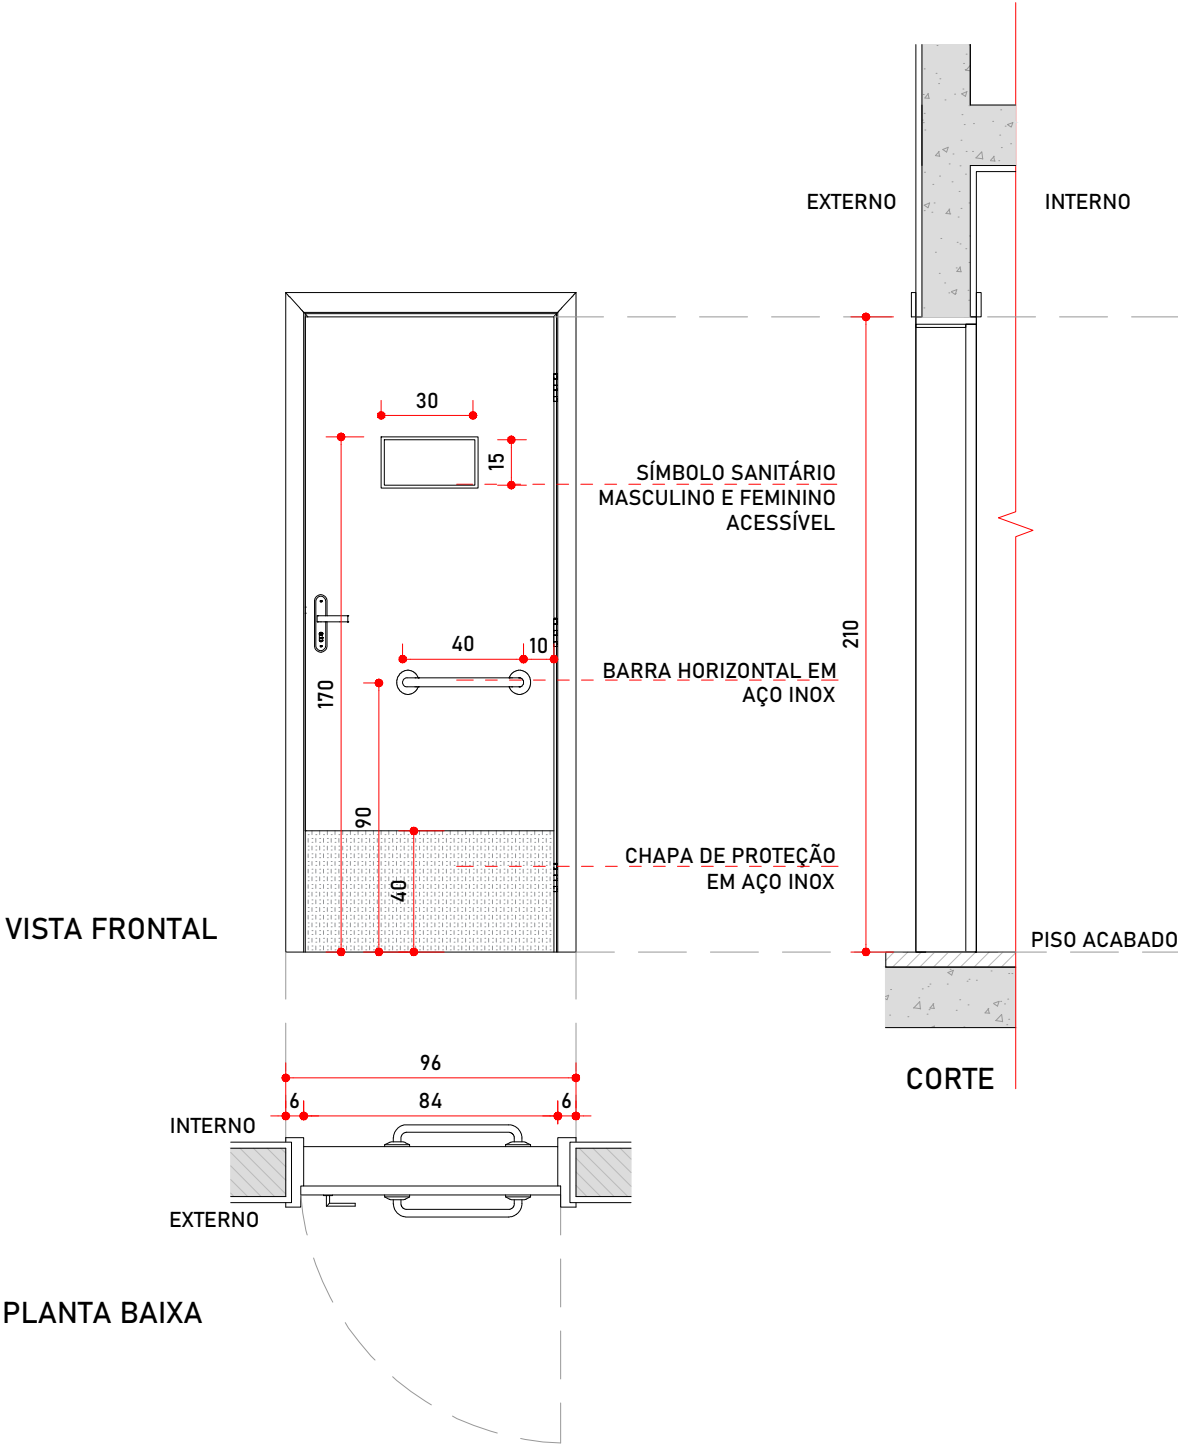 EXTERNO
INTERNO
30
15
SÍMBOLO SANITÁRIO
MASCULINO E FEMININO
ACESSÍVEL
210
40
10
170
BARRA HORIZONTAL EM
AÇO INOX
90
40
CHAPA DE PROTEÇÃO
EM AÇO INOX
VISTA FRONTAL
PISO ACABADO
CORTE
96
6
84
6
INTERNO
EXTERNO
PLANTA BAIXA